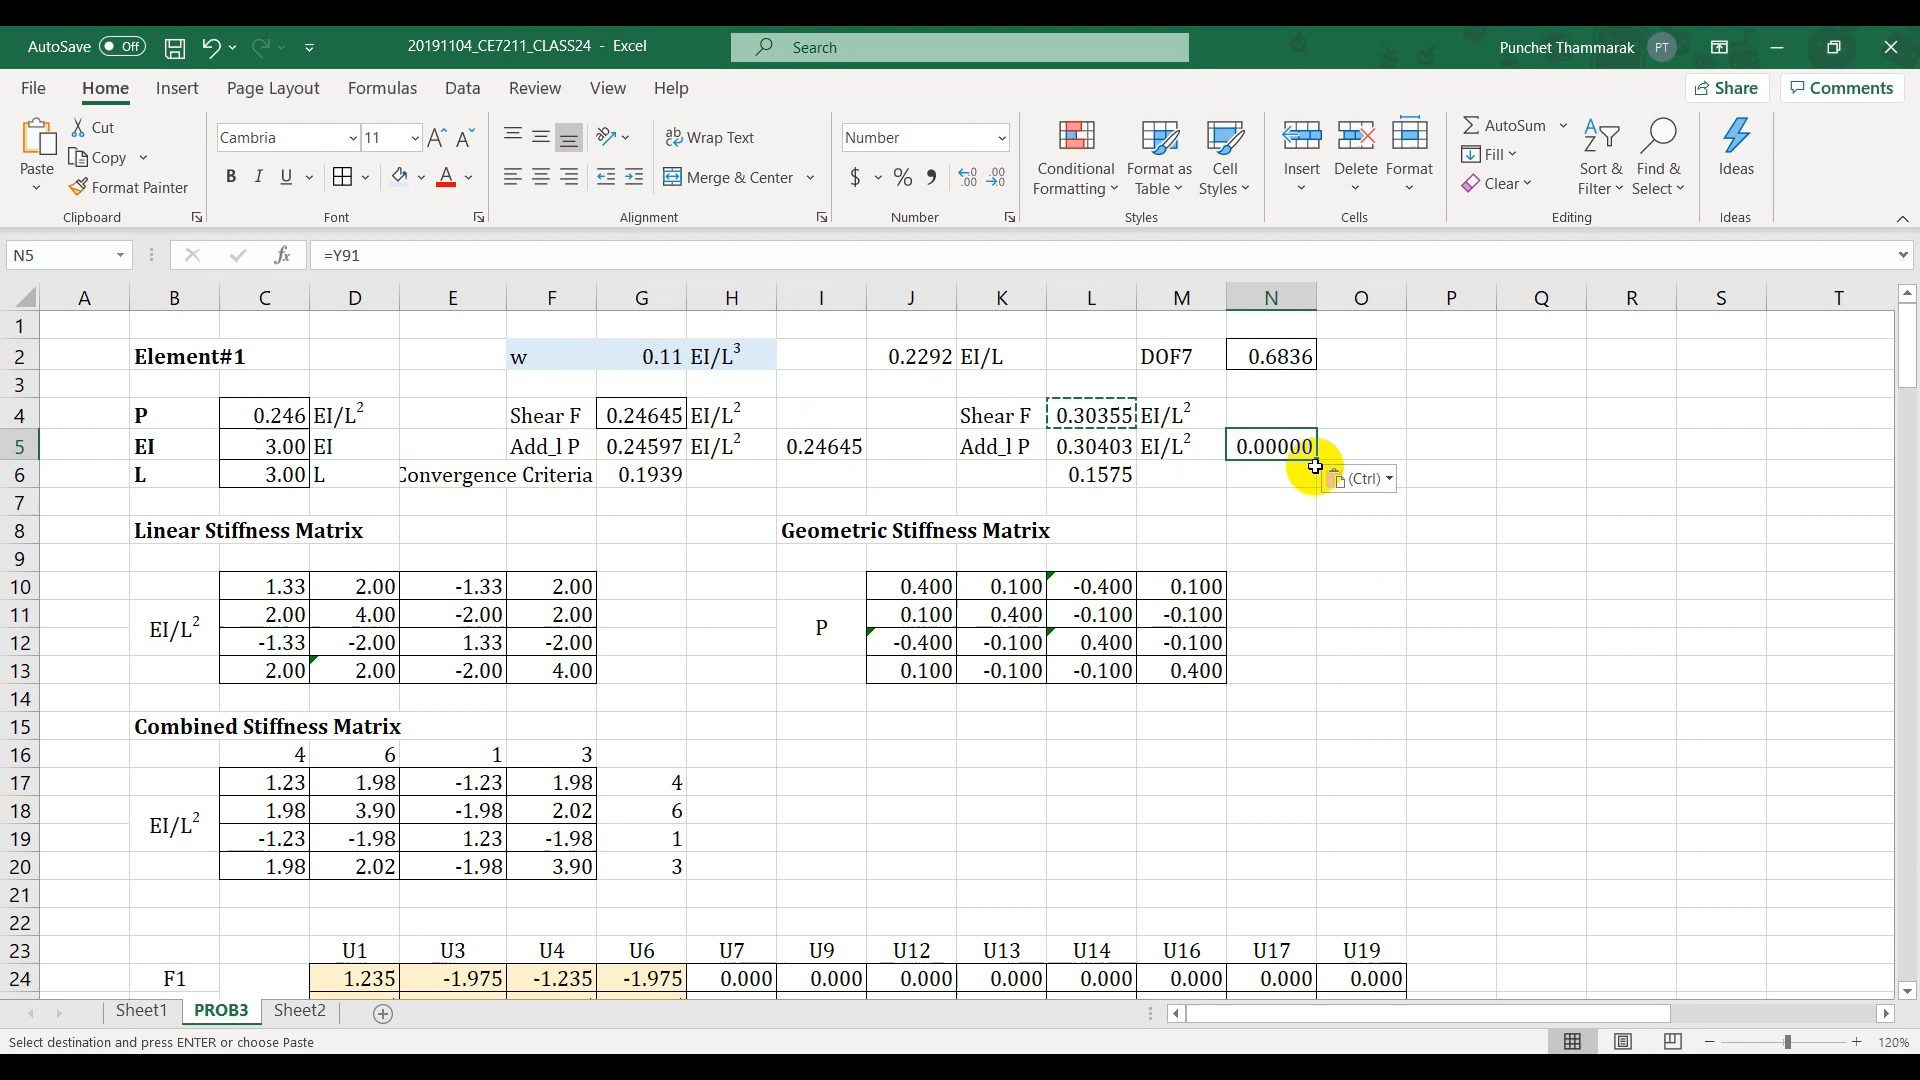 AutoSave Off 20191104_CE7211_CLASS24 - Excel Search Punchet Thammarak PT
File Home Insert Page Layout Formulas Data Review View Help Share Comments
Paste Cut Copy Format Painter Clipboard
Cambria 11 B I U A Font
Wrap Text Merge & Center Alignment
Number $ % Number
Conditional Formatting Format as Table Cell Styles Styles
Insert Delete Format Cells
AutoSum Fill Clear Sort & Filter Find & Select Editing
Ideas Ideas
N5 fx =Y91
A B C D E F G H I J K L M N O P Q R S T
1
2 Element#1 w 0.11 EI/L3 0.2292 EI/L DOF7 0.6836
3
4 P 0.246 EI/L2 Shear F 0.24645 EI/L2 Shear F 0.30355 EI/L2
5 EI 3.00 EI Add_l P 0.24597 EI/L2 0.24645 Add_l P 0.30403 EI/L2 0.00000
6 L 3.00 L Convergence Criteria 0.1939 0.1575
(Ctrl)
7
8 Linear Stiffness Matrix Geometric Stiffness Matrix
9
10 1.33 2.00 -1.33 2.00 0.400 0.100 -0.400 0.100
11 2.00 4.00 -2.00 2.00 0.100 0.400 -0.100 -0.100
EI/L2 P
12 -1.33 -2.00 1.33 -2.00 -0.400 -0.100 0.400 -0.100
13 2.00 2.00 -2.00 4.00 0.100 -0.100 -0.100 0.400
14
15 Combined Stiffness Matrix
16 4 6 1 3
17 1.23 1.98 -1.23 1.98 4
18 1.98 3.90 -1.98 2.02 6
EI/L2
19 -1.23 -1.98 1.23 -1.98 1
20 1.98 2.02 -1.98 3.90 3
21
22
23 U1 U3 U4 U6 U7 U9 U12 U13 U14 U16 U17 U19
24 F1 1.235 -1.975 -1.235 -1.975 0.000 0.000 0.000 0.000 0.000 0.000 0.000 0.000
Sheet1 PROB3 Sheet2
Select destination and press ENTER or choose Paste 120%